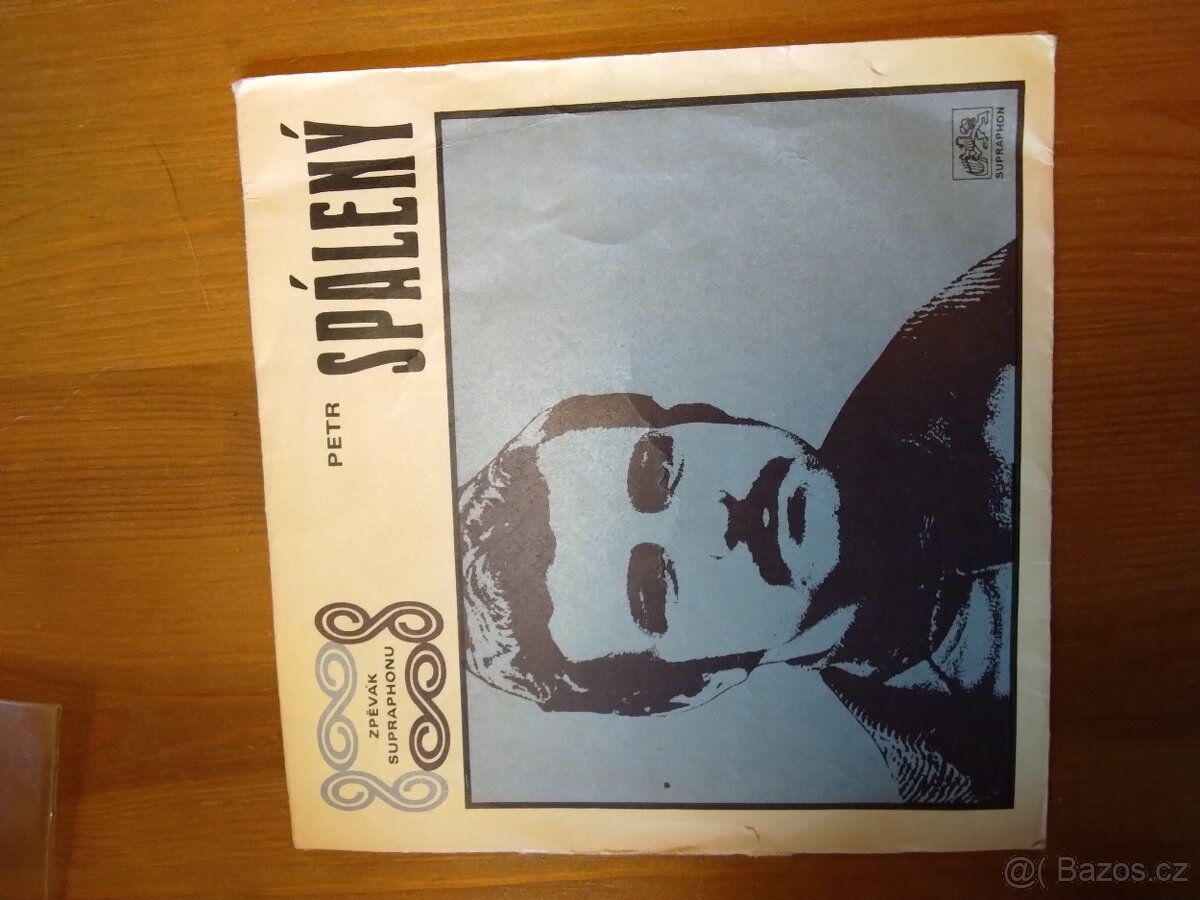 ZPĚVÁK
SUPRAPHONU
PETR
SPÁLENÝ
SUPRAPHON
@( Bazos.cz